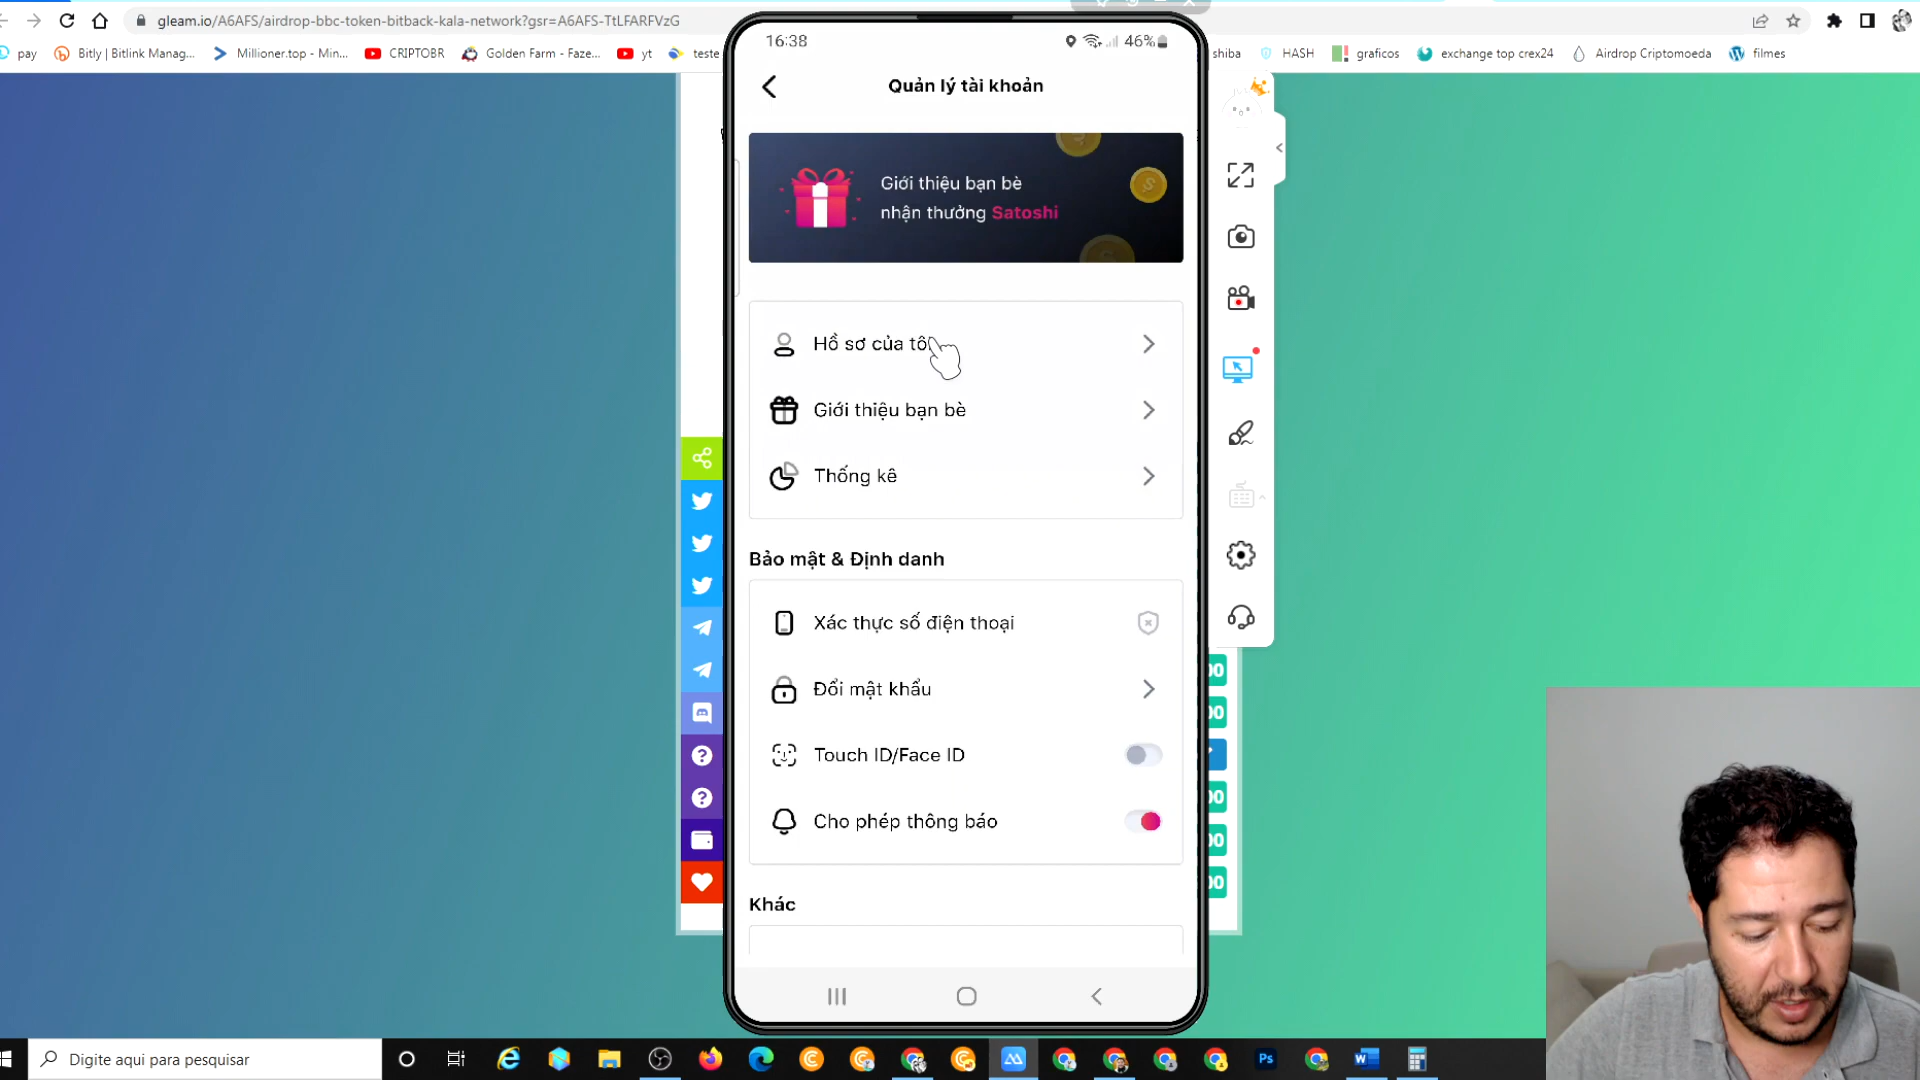 gleam.io/A6AFS/airdrop-bbc-token-bitback-kala-network?gsr=A6AFS-TtLFARFVzG
pay
Bitly | Bitlink Manag...
Millioner.top - Min...
CRIPTOBR
Golden Farm - Faze...
yt
teste
shiba
HASH
graficos
exchange top crex24
Airdrop Criptomoeda
filmes
16:38
46%
Quản lý tài khoản
Giới thiệu bạn bè
nhận thưởng Satoshi
Hồ sơ của tôi
Giới thiệu bạn bè
Thống kê
Bảo mật & Định danh
Xác thực số điện thoại
Đổi mật khẩu
Touch ID/Face ID
Cho phép thông báo
Khác
Digite aqui para pesquisar
Ps